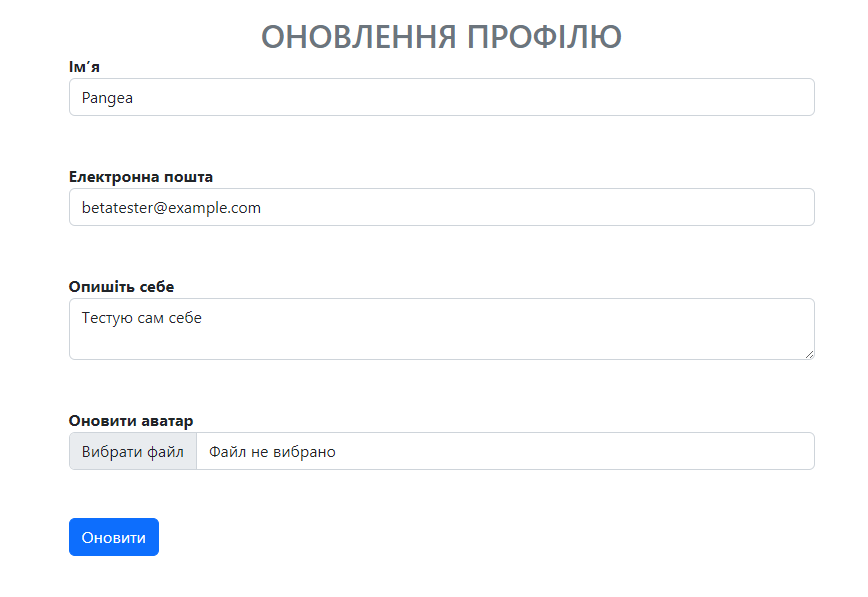 ОНОВЛЕННЯ ПРОФІЛЮ
Ім´я
Pangea
Електронна пошта
betatester@example.com
Опишіть себе
Тестую сам себе
Оновити аватар
Вибрати файл Файл не вибрано
Оновити